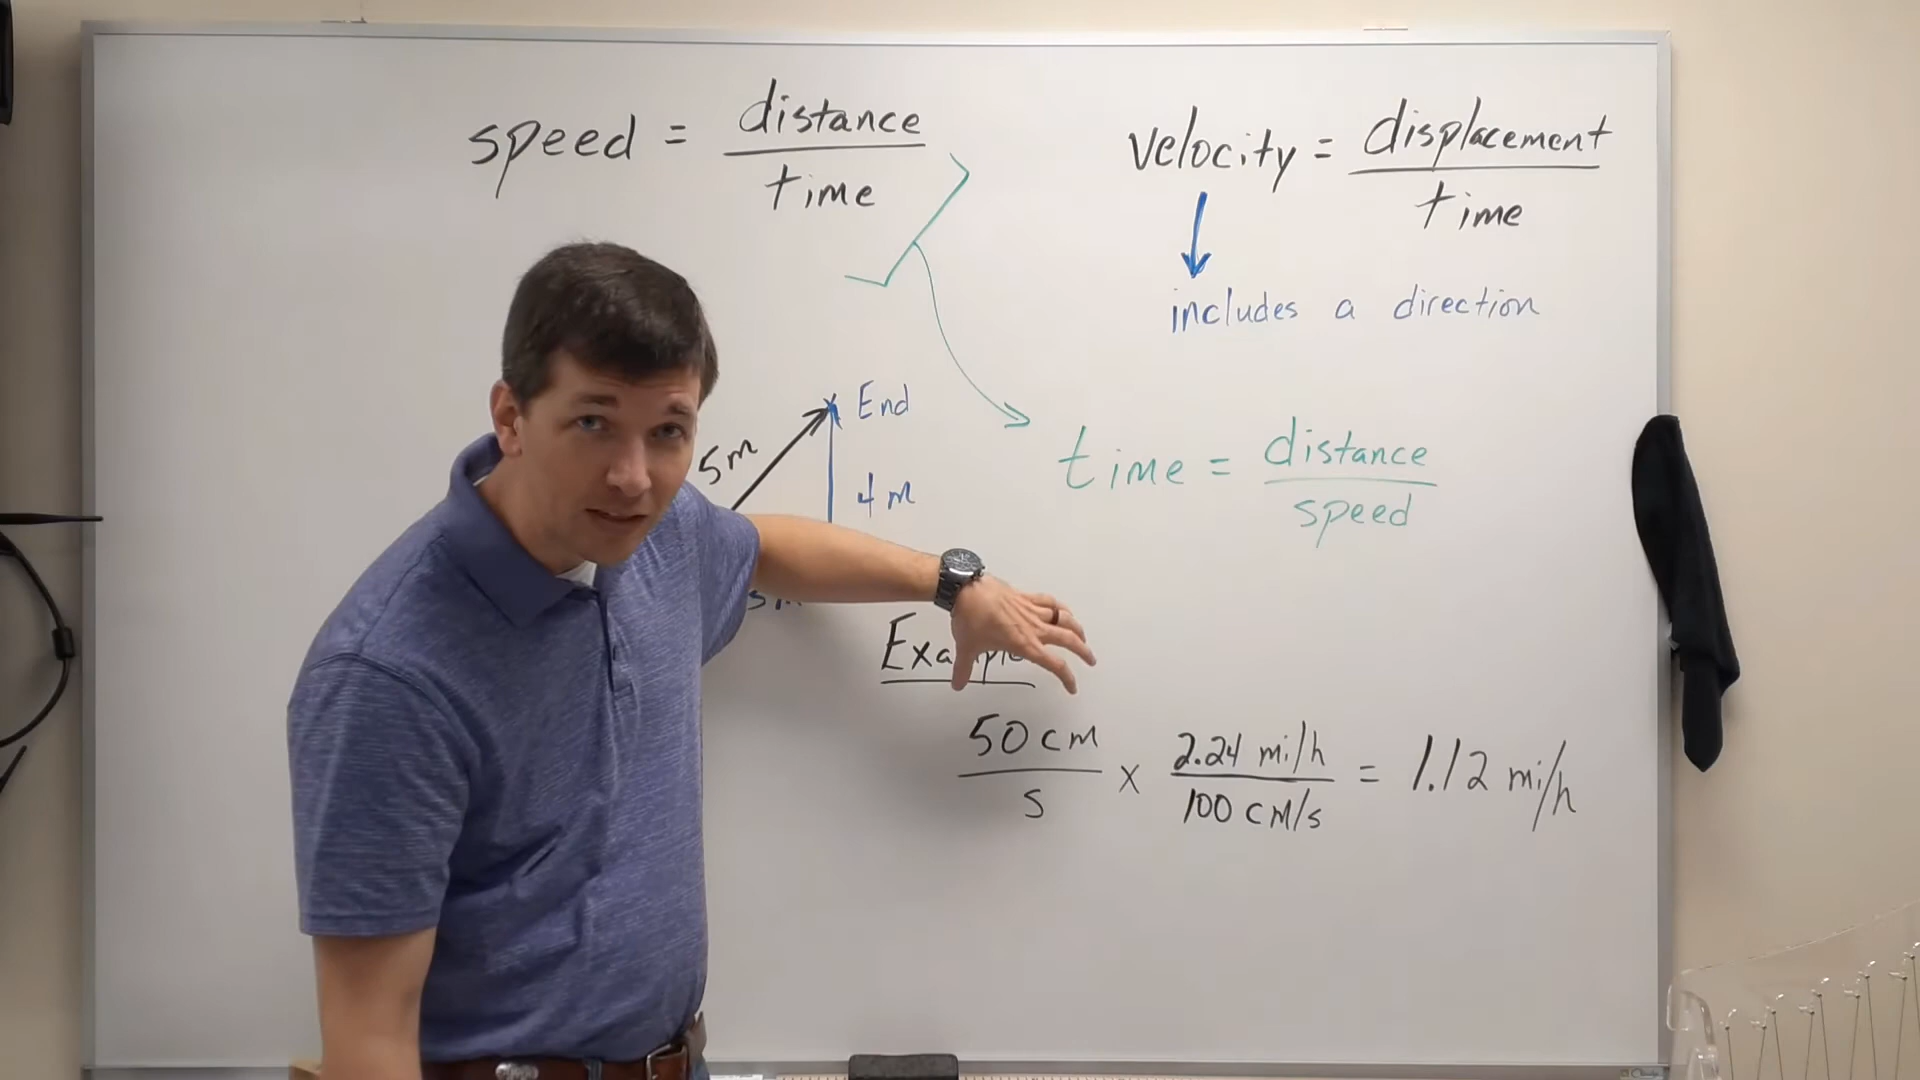 speed = distance / time
velocity = displacement / time
includes a direction
End
5m
4m
time = distance / speed
50 cm / s x 2.24 mi/h / 100 cm/s = 1.12 mi/h